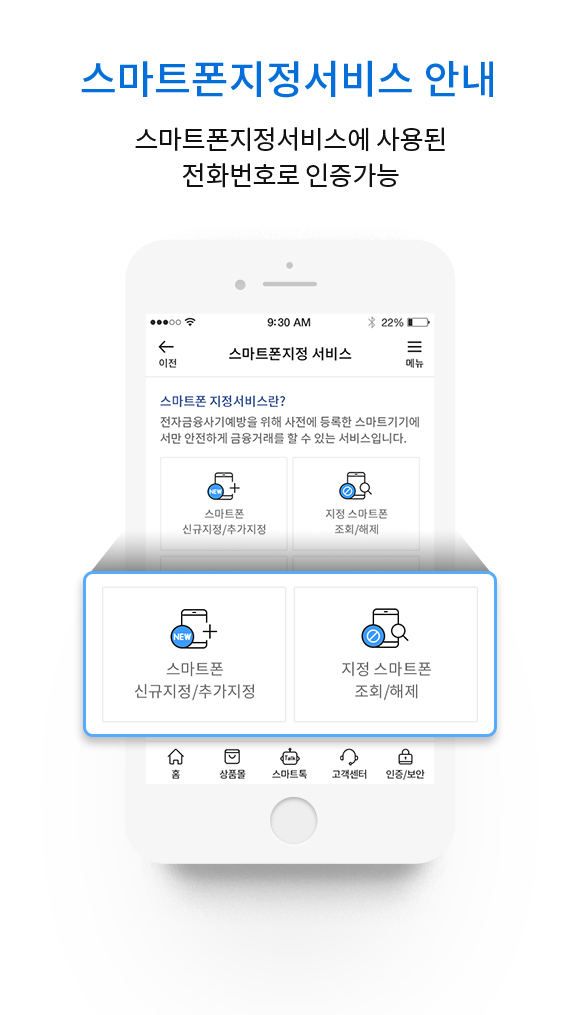 스마트폰지정서비스 안내
스마트폰지정서비스에 사용된
전화번호로 인증가능
9:30 AM
22%
이전
스마트폰지정 서비스
메뉴
스마트폰 지정서비스란?
전자금융사기예방을 위해 사전에 등록한 스마트기기에
서만 안전하게 금융거래를 할 수 있는 서비스입니다.
NEW
스마트폰
신규지정/추가지정
지정 스마트폰
조회/해제
NEW
스마트폰
신규지정/추가지정
지정 스마트폰
조회/해제
홈
상품몰
Talk
스마트톡
고객센터
인증/보안